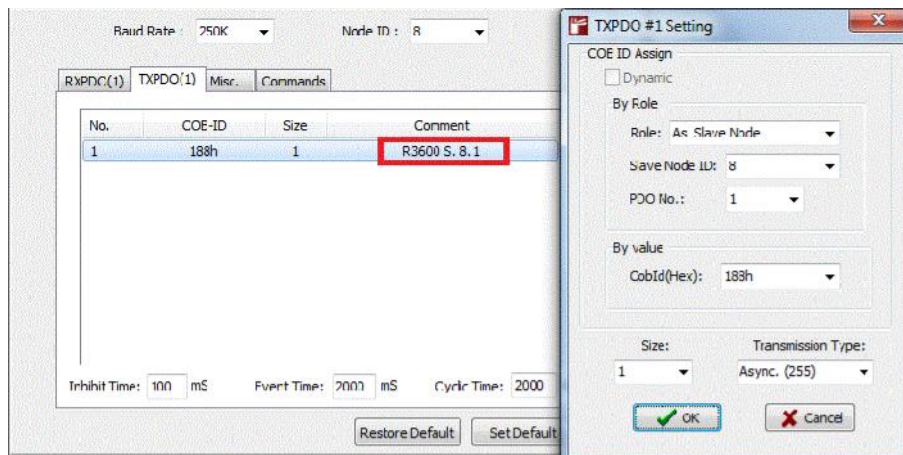 Baud Rate : 250K
Node ID : 8
RXPDO(1) TXPDO(1) Misc. Commands
No. COE-ID Size Comment
1 188h 1 R3600 S. 8. 1
Inhibit Time: 100 mS Event Time: 2000 mS Cyclic Time: 2000
Restore Default Set Default
TXPDO #1 Setting
COE ID Assign
Dynamic
By Role
Role: As Slave Node
Slave Node ID: 8
PDO No.: 1
By value
CobId(Hex): 188h
Size: Transmission Type:
1 Async. (255)
OK Cancel